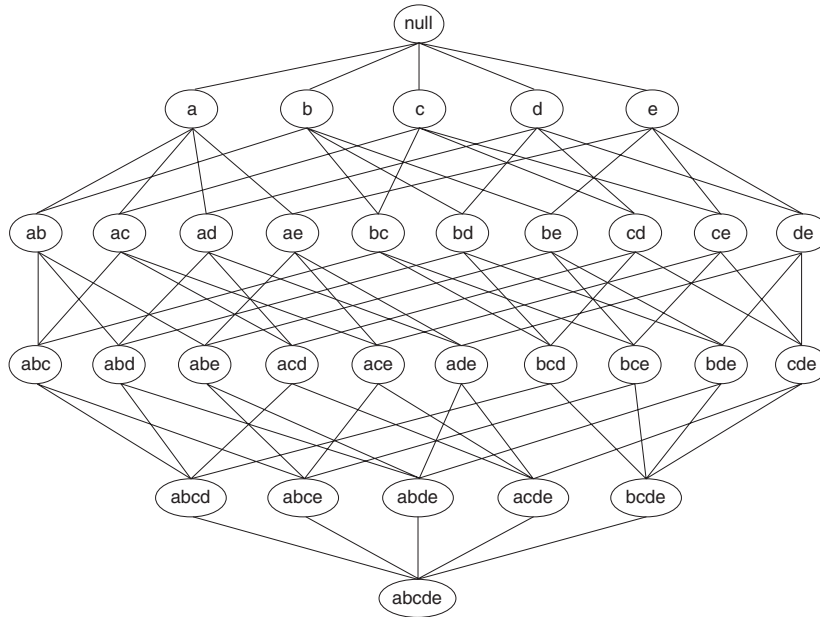 null
a b c d e
ab ac ad ae bc bd be cd ce de
abc abd abe acd ace ade bcd bce bde cde
abcd abce abde acde bcde
abcde